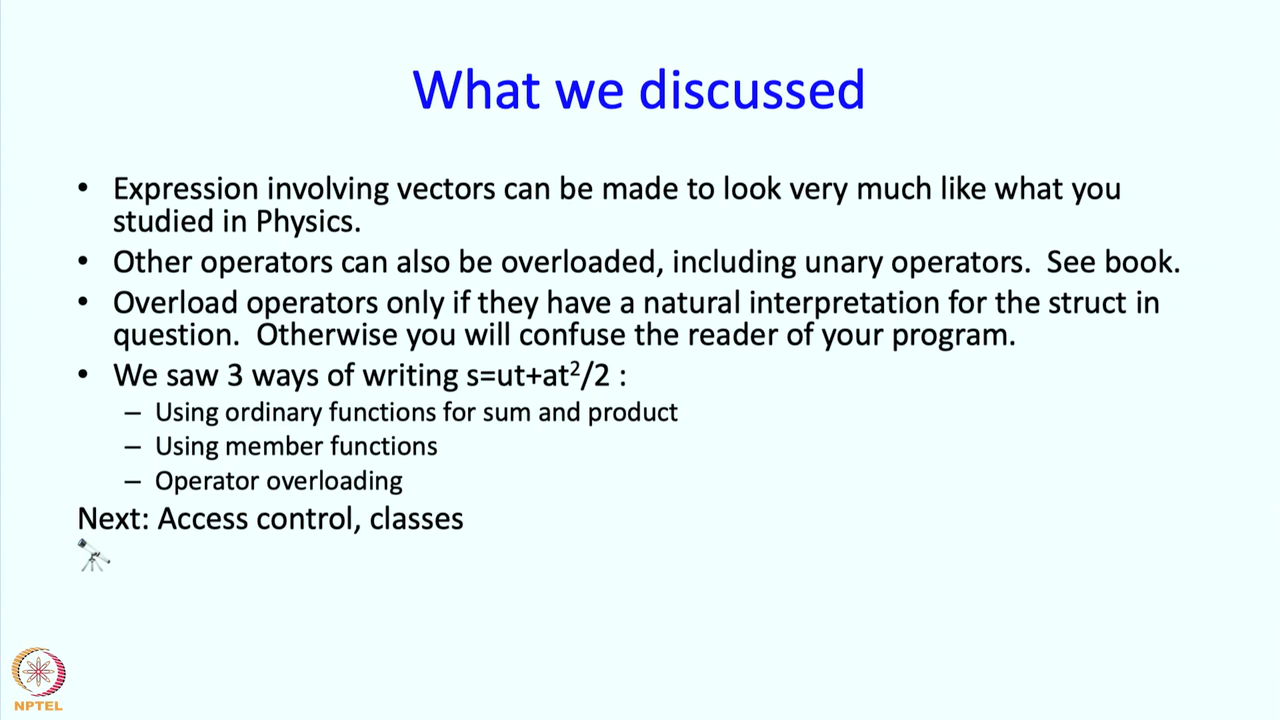 What we discussed
• Expression involving vectors can be made to look very much like what you
studied in Physics.
• Other operators can also be overloaded, including unary operators. See book.
• Overload operators only if they have a natural interpretation for the struct in
question. Otherwise you will confuse the reader of your program.
• We saw 3 ways of writing s=ut+at²/2 :
– Using ordinary functions for sum and product
– Using member functions
– Operator overloading
Next: Access control, classes
NPTEL